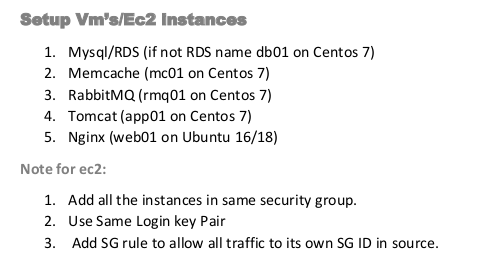 Setup Vm's/Ec2 Instances
1. Mysql/RDS (if not RDS name db01 on Centos 7)
2. Memcache (mc01 on Centos 7)
3. RabbitMQ (rmq01 on Centos 7)
4. Tomcat (app01 on Centos 7)
5. Nginx (web01 on Ubuntu 16/18)
Note for ec2:
1. Add all the instances in same security group.
2. Use Same Login key Pair
3. Add SG rule to allow all traffic to its own SG ID in source.